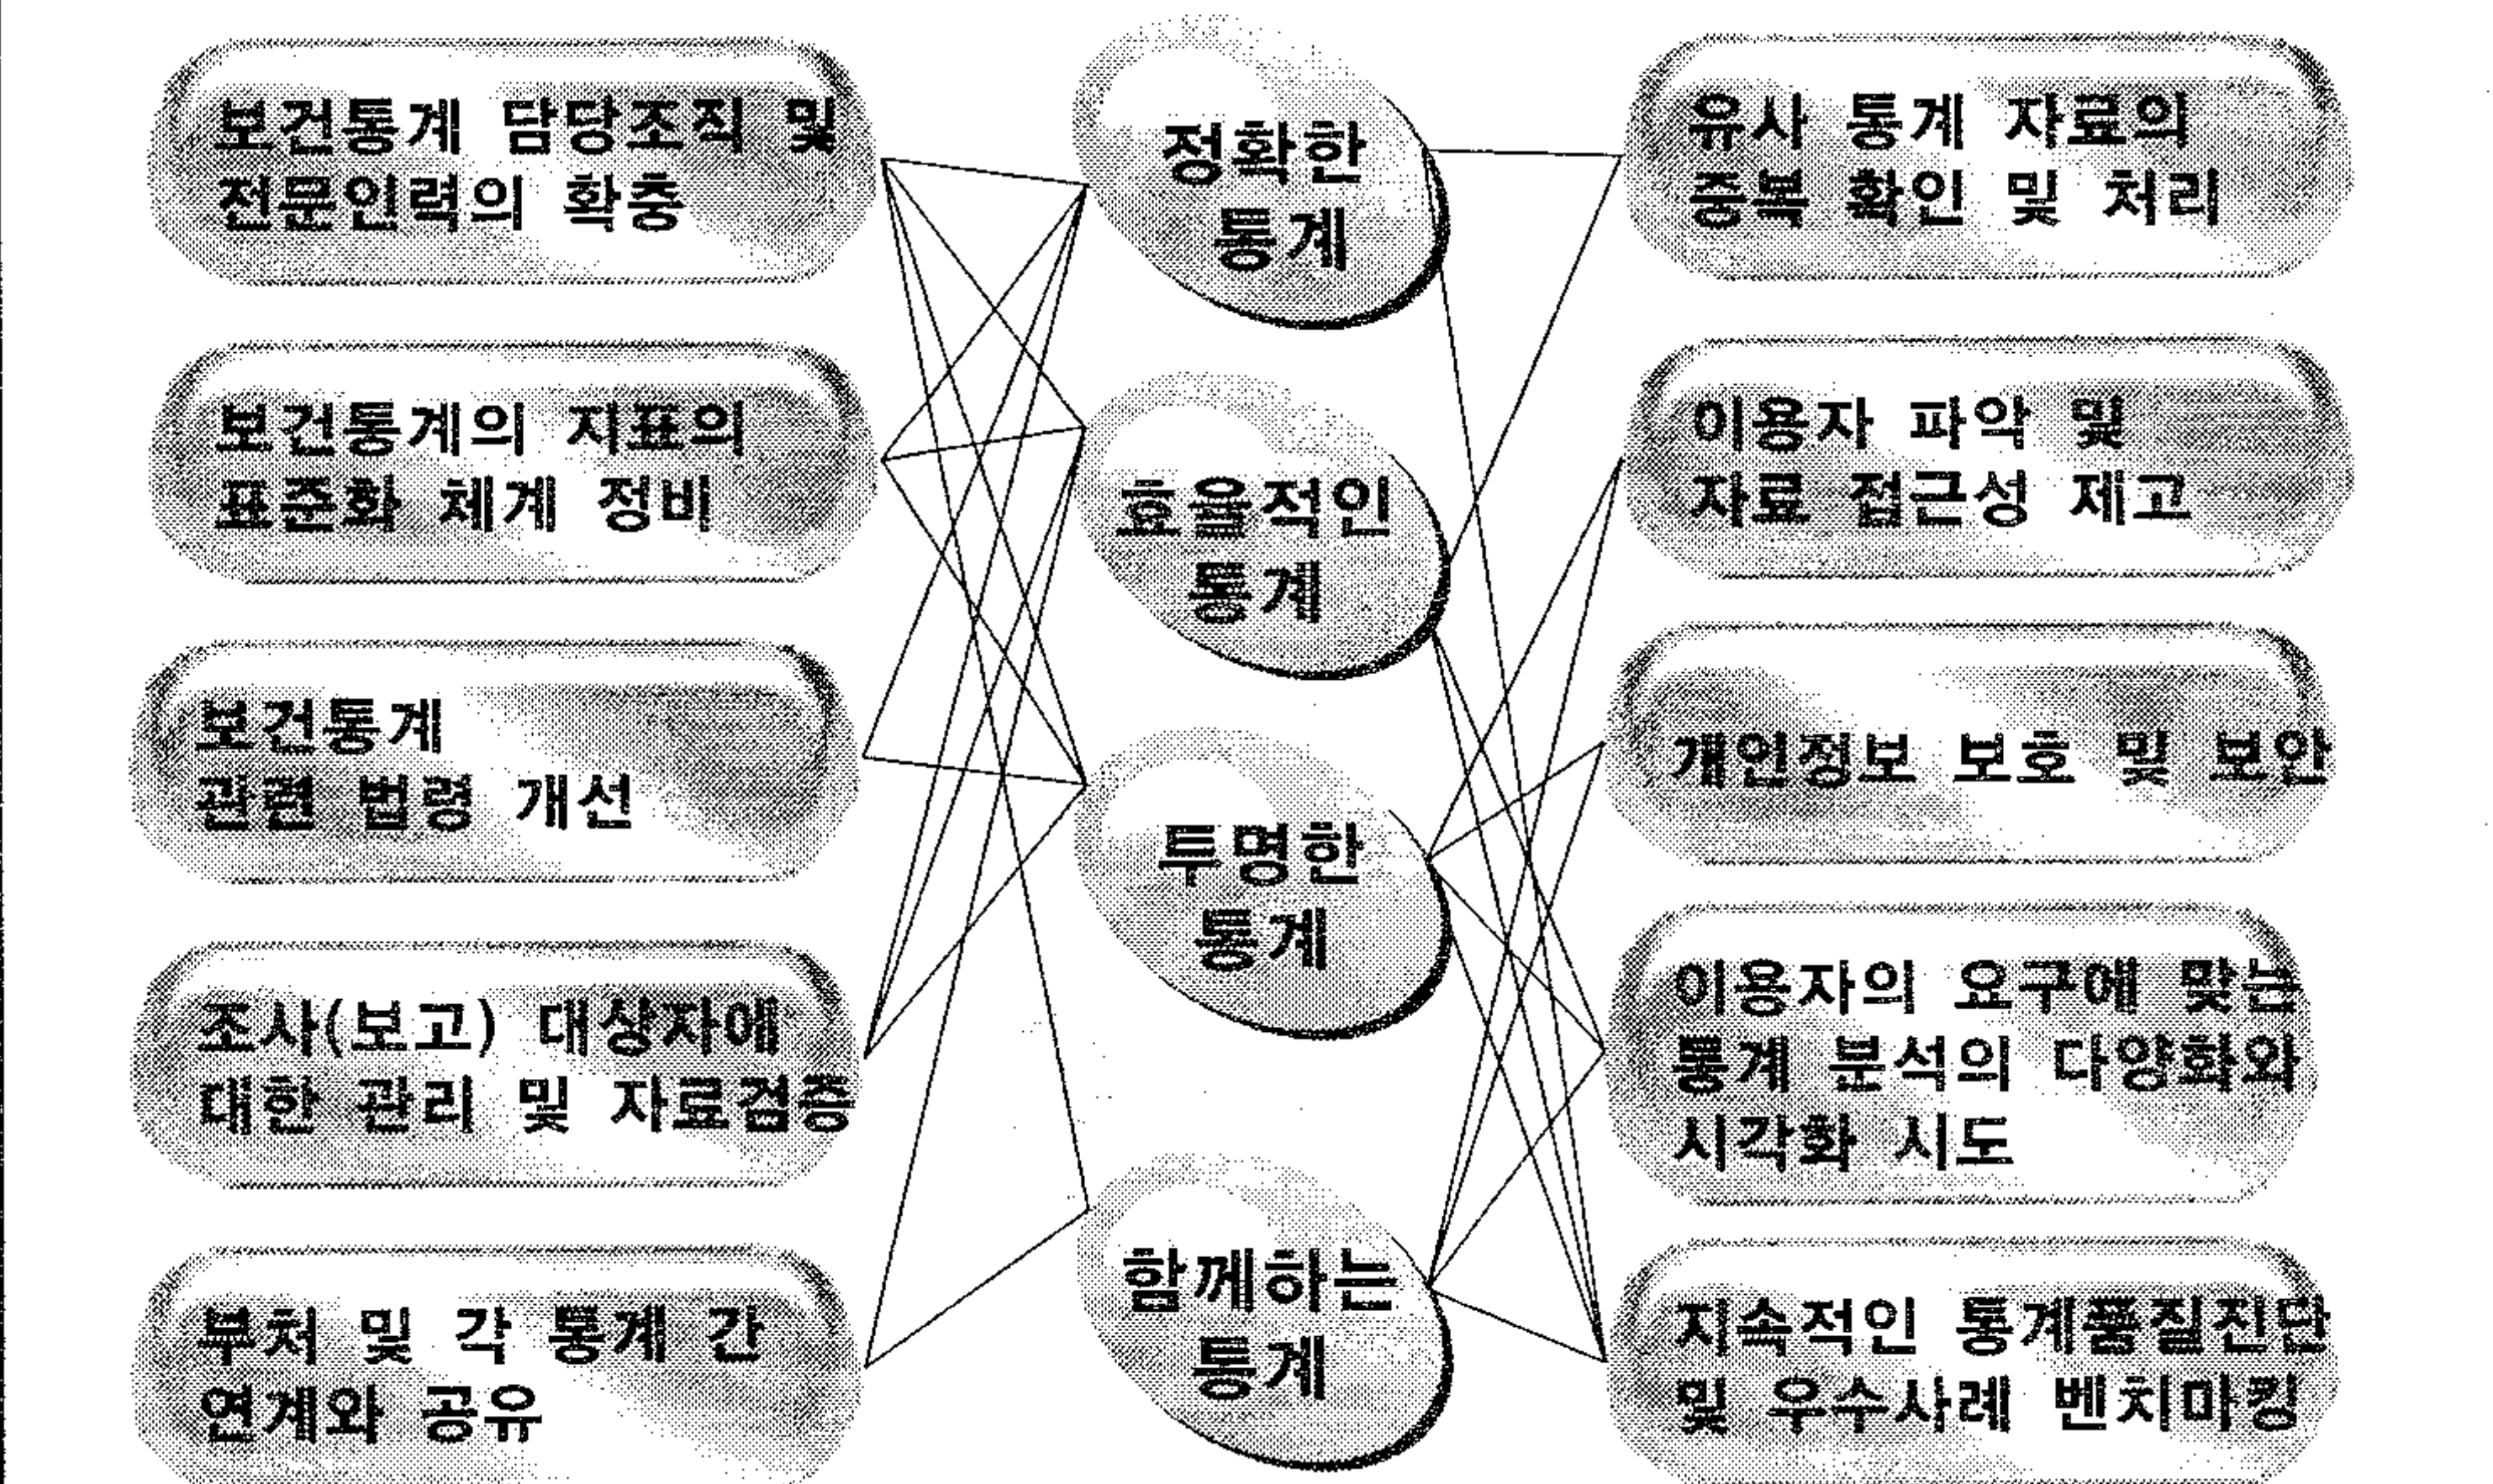 보건통계 담당조직 및
전문인력의 확충
보건통계의 지표의
표준화 체계 정비
보건통계
관련 법령 개선
조사(보고) 대상자에
대한 관리 및 자료검증
부처 및 각 통계 간
연계와 공유
정확한
통계
효율적인
통계
투명한
통계
함께하는
통계
유사 통계 자료의
중복 확인 및 처리
이용자 파악 및
자료 접근성 제고
개인정보 보호 및 보안
이용자의 요구에 맞는
통계 분석의 다양화와
시각화 시도
지속적인 통계품질진단
및 우수사례 벤치마킹